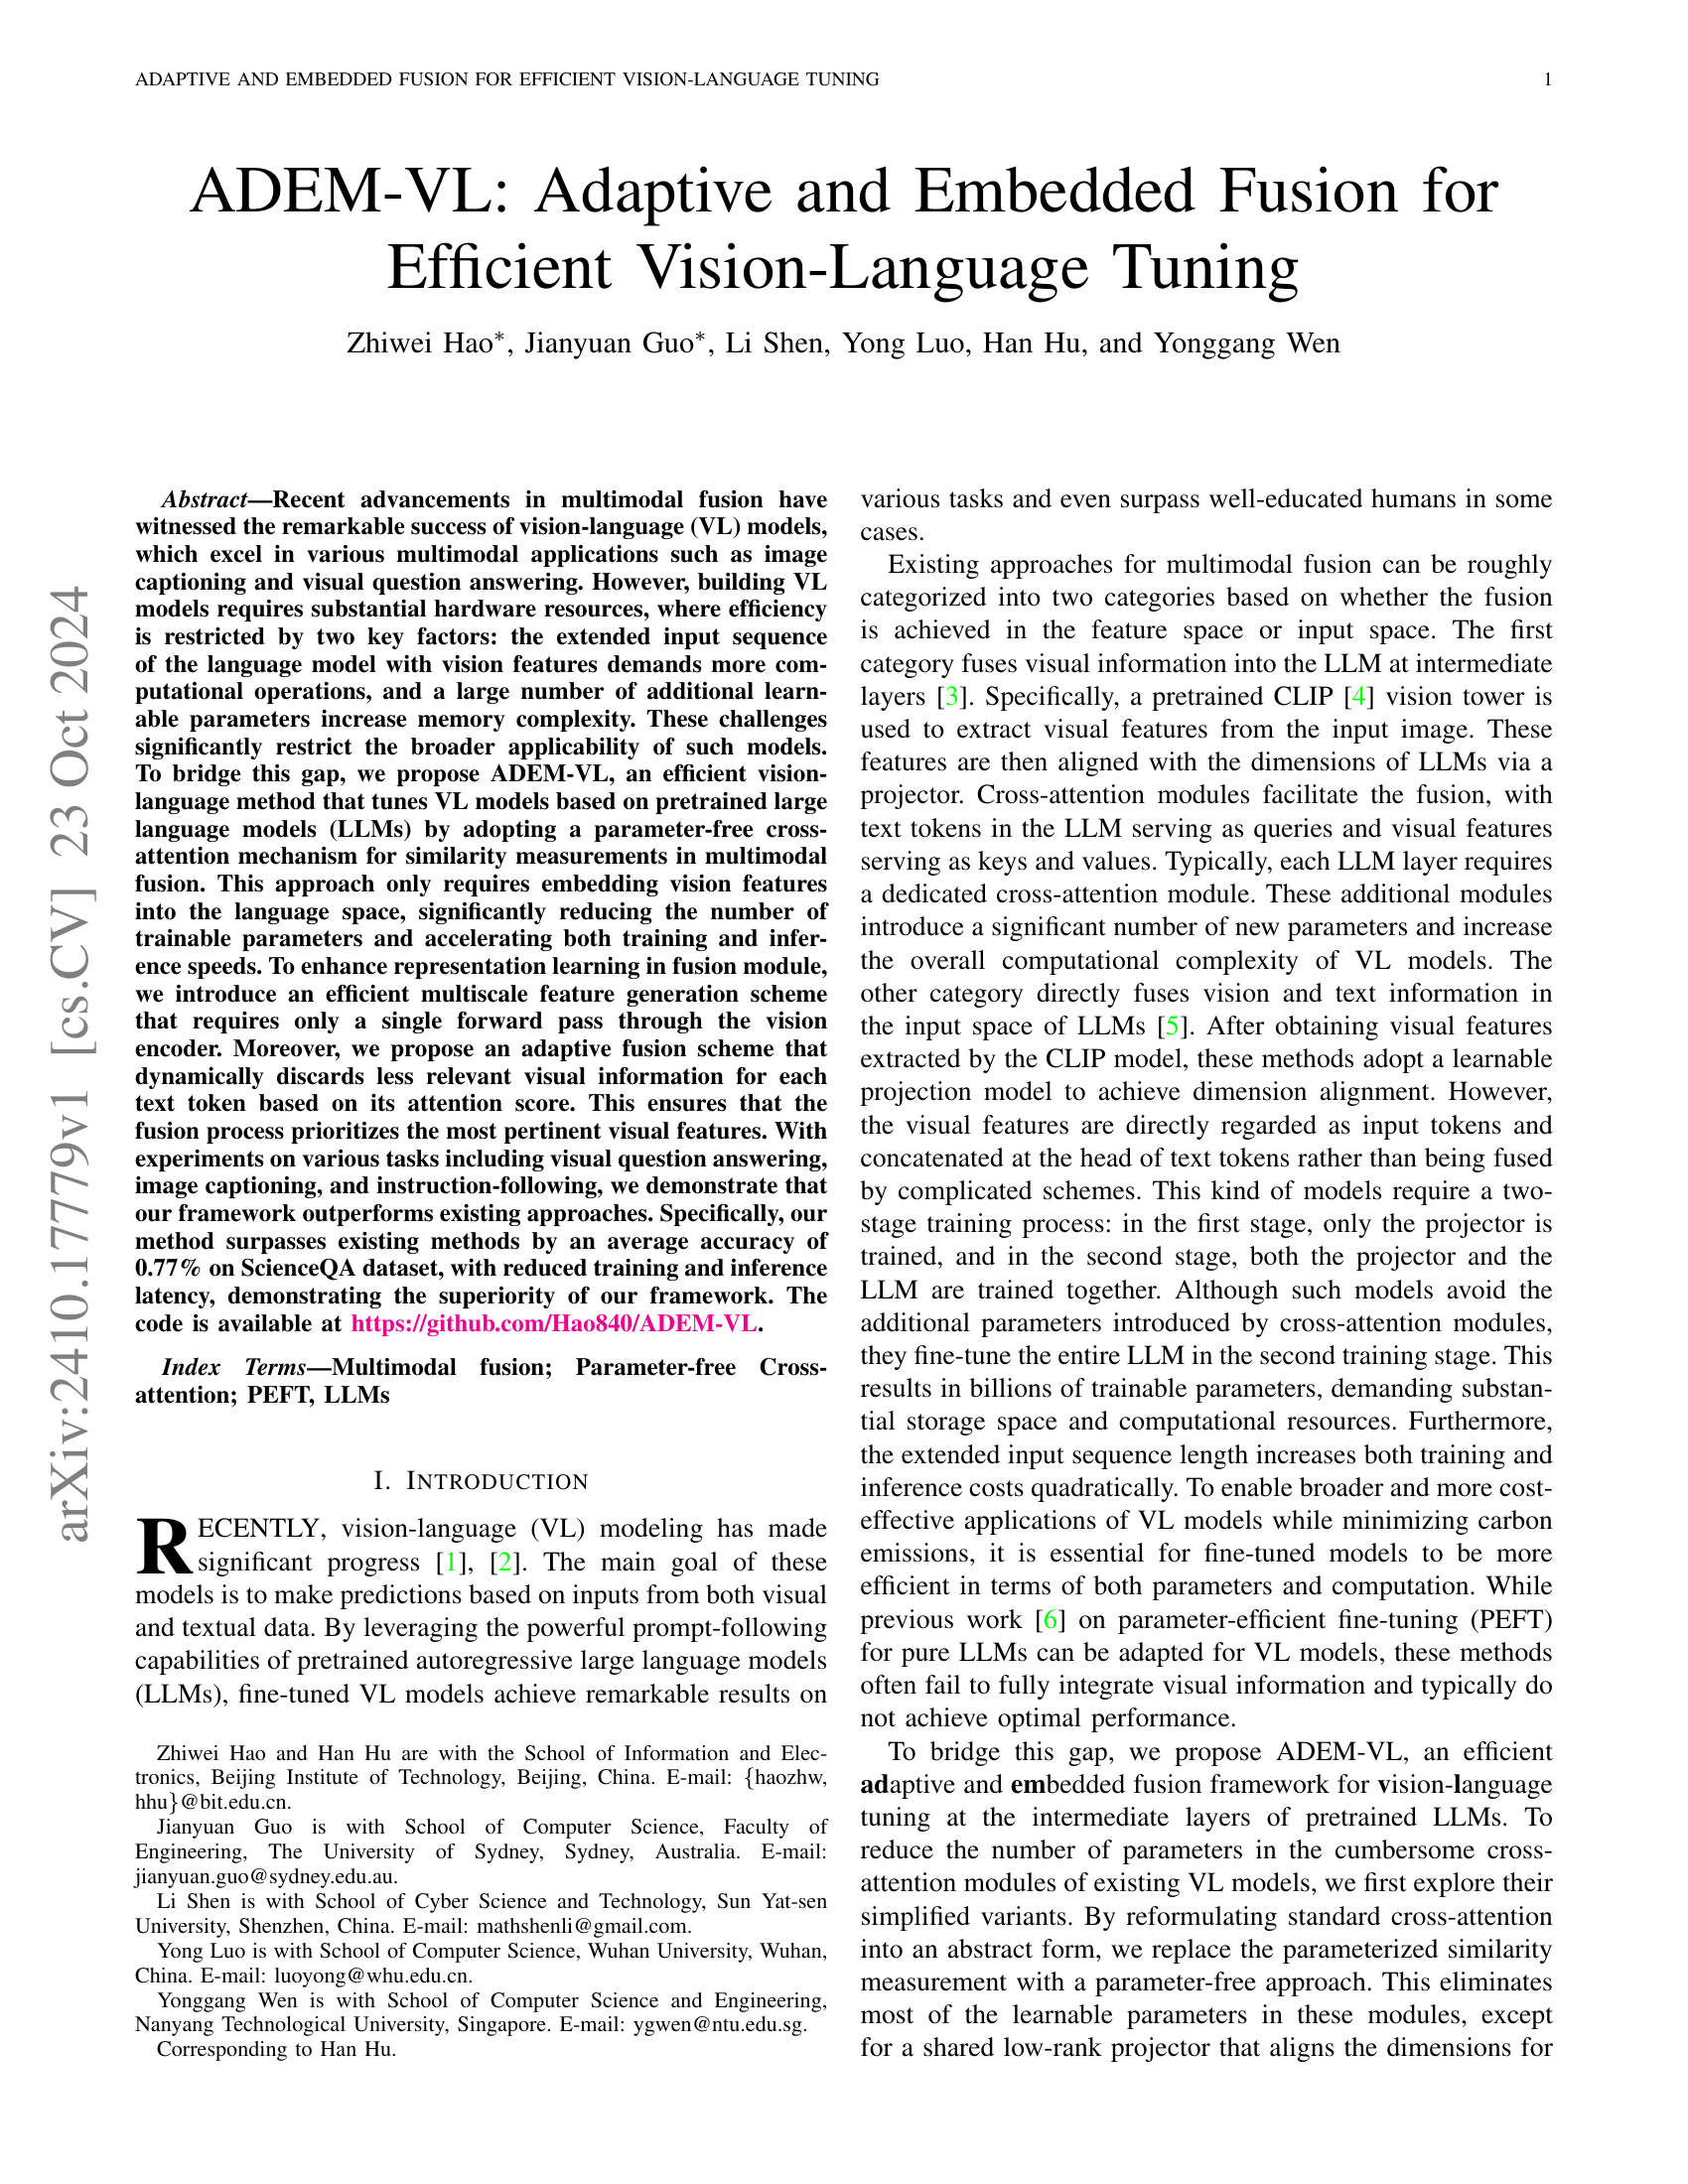 ADAPTIVE AND EMBEDDED FUSION FOR EFFICIENT VISION-LANGUAGE TUNING
1
ADEM-VL: Adaptive and Embedded Fusion for
Efficient Vision-Language Tuning
Zhiwei Hao*, Jianyuan Guo*, Li Shen, Yong Luo, Han Hu, and Yonggang Wen
arXiv:2410.17779v1 [cs.CV] 23 Oct 2024
Abstract—Recent advancements in multimodal fusion have
witnessed the remarkable success of vision-language (VL) models,
which excel in various multimodal applications such as image
captioning and visual question answering. However, building VL
models requires substantial hardware resources, where efficiency
is restricted by two key factors: the extended input sequence
of the language model with vision features demands more com-
putational operations, and a large number of additional learn-
able parameters increase memory complexity. These challenges
significantly restrict the broader applicability of such models.
To bridge this gap, we propose ADEM-VL, an efficient vision-
language method that tunes VL models based on pretrained large
language models (LLMs) by adopting a parameter-free cross-
attention mechanism for similarity measurements in multimodal
fusion. This approach only requires embedding vision features
into the language space, significantly reducing the number of
trainable parameters and accelerating both training and infer-
ence speeds. To enhance representation learning in fusion module,
we introduce an efficient multiscale feature generation scheme
that requires only a single forward pass through the vision
encoder. Moreover, we propose an adaptive fusion scheme that
dynamically discards less relevant visual information for each
text token based on its attention score. This ensures that the
fusion process prioritizes the most pertinent visual features. With
experiments on various tasks including visual question answering,
image captioning, and instruction-following, we demonstrate that
our framework outperforms existing approaches. Specifically, our
method surpasses existing methods by an average accuracy of
0.77% on ScienceQA dataset, with reduced training and inference
latency, demonstrating the superiority of our framework. The
code is available at https://github.com/Hao840/ADEM-VL.
Index Terms—Multimodal fusion; Parameter-free Cross-
attention; PEFT, LLMs
I. INTRODUCTION
RECENTLY, vision-language (VL) modeling has made
significant progress [1], [2]. The main goal of these
models is to make predictions based on inputs from both visual
and textual data. By leveraging the powerful prompt-following
capabilities of pretrained autoregressive large language models
(LLMs), fine-tuned VL models achieve remarkable results on
Zhiwei Hao and Han Hu are with the School of Information and Elec-
tronics, Beijing Institute of Technology, Beijing, China. E-mail: {haozhw,
hhu}@bit.edu.cn.
Jianyuan Guo is with School of Computer Science, Faculty of
Engineering, The University of Sydney, Sydney, Australia. E-mail:
jianyuan.guo@sydney.edu.au.
Li Shen is with School of Cyber Science and Technology, Sun Yat-sen
University, Shenzhen, China. E-mail: mathshenli@gmail.com.
Yong Luo is with School of Computer Science, Wuhan University, Wuhan,
China. E-mail: luoyong@whu.edu.cn.
Yonggang Wen is with School of Computer Science and Engineering,
Nanyang Technological University, Singapore. E-mail: ygwen@ntu.edu.sg.
Corresponding to Han Hu.
various tasks and even surpass well-educated humans in some
cases.
Existing approaches for multimodal fusion can be roughly
categorized into two categories based on whether the fusion
is achieved in the feature space or input space. The first
category fuses visual information into the LLM at intermediate
layers [3]. Specifically, a pretrained CLIP [4] vision tower is
used to extract visual features from the input image. These
features are then aligned with the dimensions of LLMs via a
projector. Cross-attention modules facilitate the fusion, with
text tokens in the LLM serving as queries and visual features
serving as keys and values. Typically, each LLM layer requires
a dedicated cross-attention module. These additional modules
introduce a significant number of new parameters and increase
the overall computational complexity of VL models. The
other category directly fuses vision and text information in
the input space of LLMs [5]. After obtaining visual features
extracted by the CLIP model, these methods adopt a learnable
projection model to achieve dimension alignment. However,
the visual features are directly regarded as input tokens and
concatenated at the head of text tokens rather than being fused
by complicated schemes. This kind of models require a two-
stage training process: in the first stage, only the projector is
trained, and in the second stage, both the projector and the
LLM are trained together. Although such models avoid the
additional parameters introduced by cross-attention modules,
they fine-tune the entire LLM in the second training stage. This
results in billions of trainable parameters, demanding substan-
tial storage space and computational resources. Furthermore,
the extended input sequence length increases both training and
inference costs quadratically. To enable broader and more cost-
effective applications of VL models while minimizing carbon
emissions, it is essential for fine-tuned models to be more
efficient in terms of both parameters and computation. While
previous work [6] on parameter-efficient fine-tuning (PEFT)
for pure LLMs can be adapted for VL models, these methods
often fail to fully integrate visual information and typically do
not achieve optimal performance.
To bridge this gap, we propose ADEM-VL, an efficient
adaptive and embedded fusion framework for vision-language
tuning at the intermediate layers of pretrained LLMs. To
reduce the number of parameters in the cumbersome cross-
attention modules of existing VL models, we first explore their
simplified variants. By reformulating standard cross-attention
into an abstract form, we replace the parameterized similarity
measurement with a parameter-free approach. This eliminates
most of the learnable parameters in these modules, except
for a shared low-rank projector that aligns the dimensions for